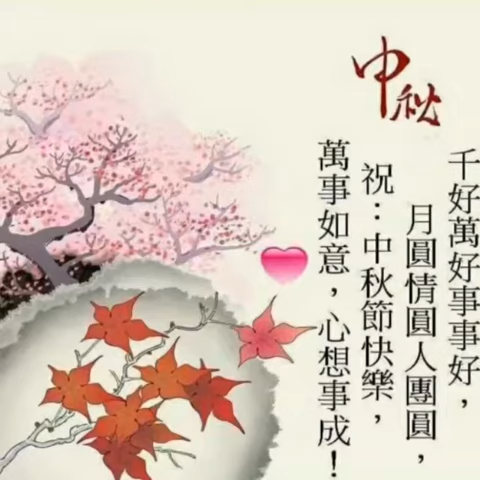 中秋
千好萬好事事好，
月圓情圓人團圓，
祝：中秋節快樂，
萬事如意，心想事成！